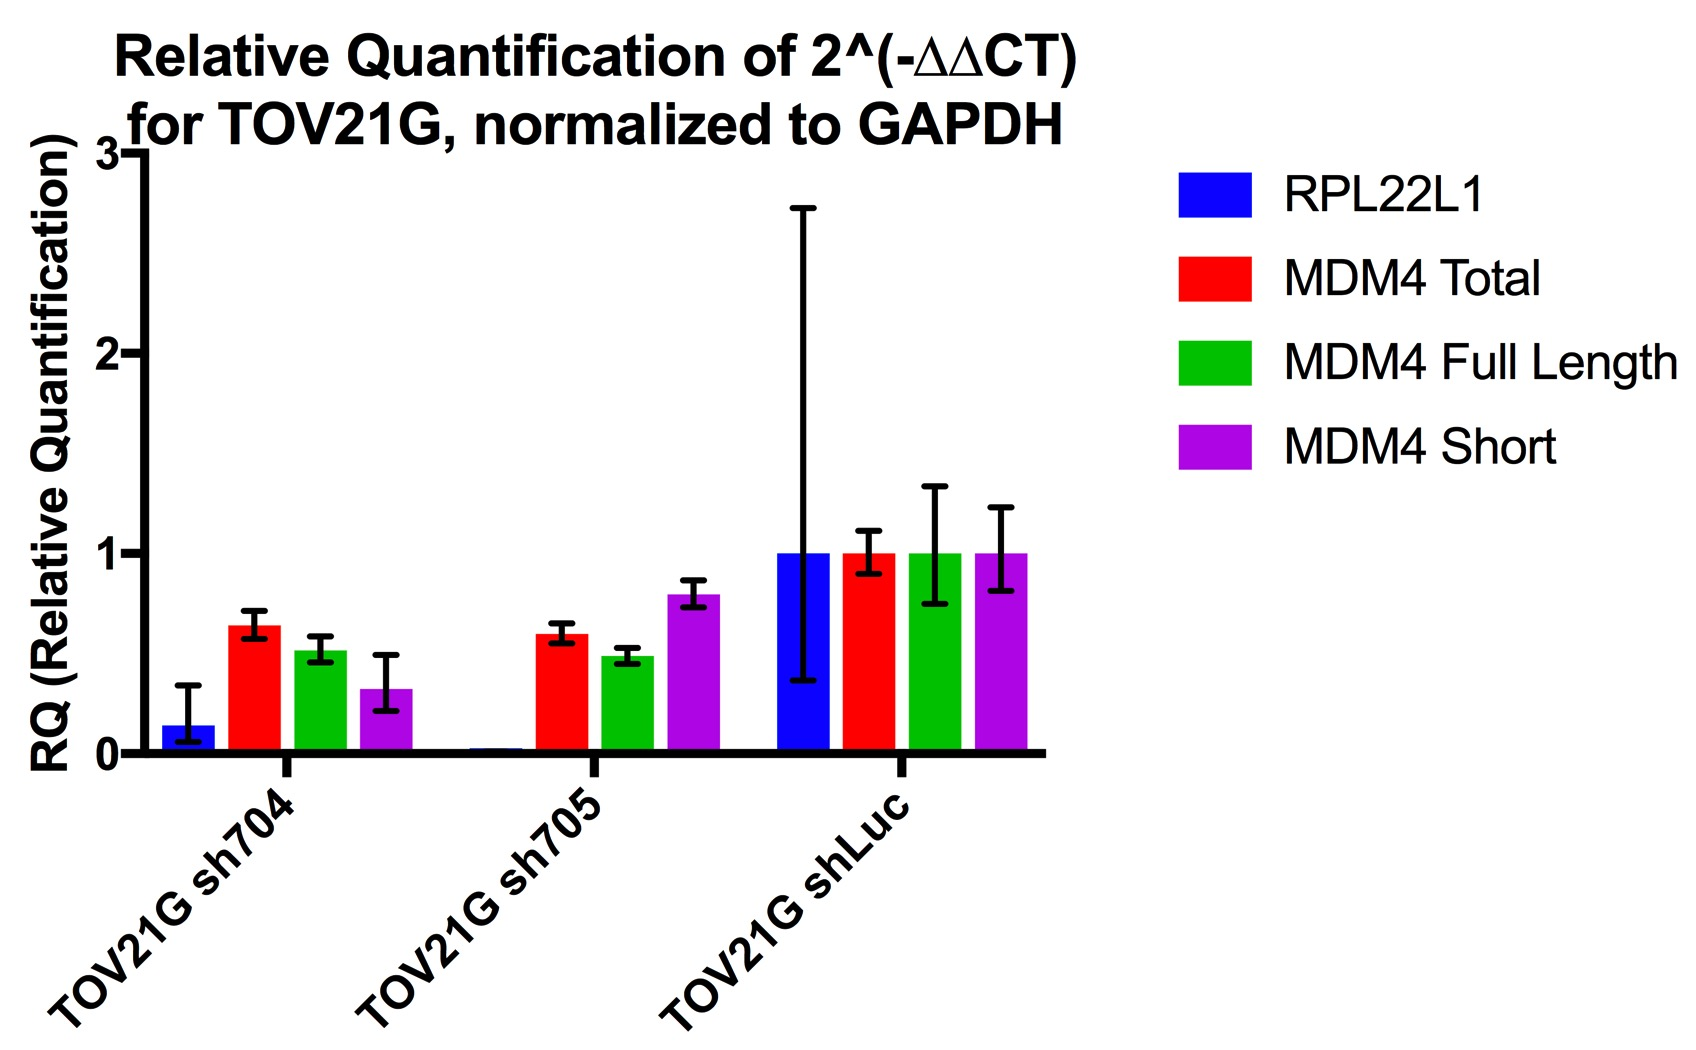 Relative Quantification of 2^(-ΔΔCT)
for TOV21G, normalized to GAPDH
RQ (Relative Quantification)
3
2
1
0
TOV21G sh704
TOV21G sh705
TOV21G shLuc
RPL22L1
MDM4 Total
MDM4 Full Length
MDM4 Short